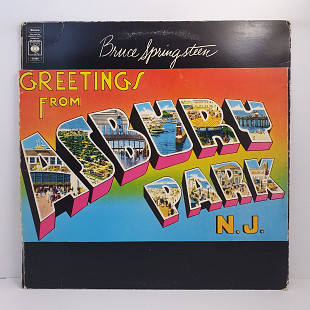 Bruce Springsteen
GREETINGS
FROM
ASBURY
PARK
N.J.